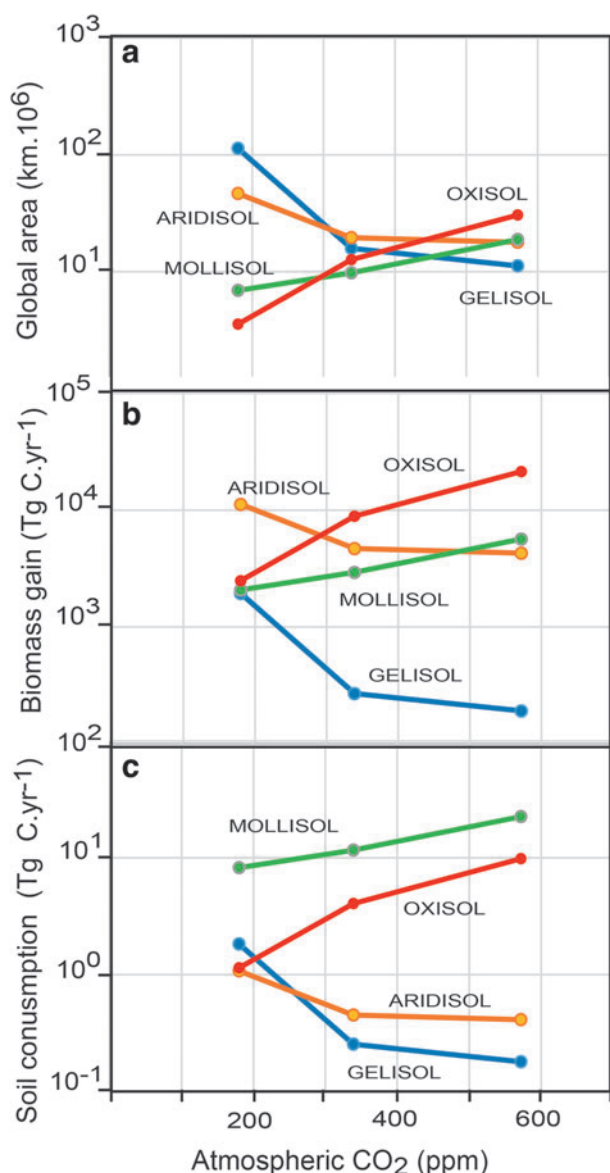 a
Global area (km.10⁶)
10³
10²
10¹
ARIDISOL
MOLLISOL
OXISOL
GELISOL
b
Biomass gain (Tg C.yr⁻¹)
10⁵
10⁴
10³
10²
ARIDISOL
OXISOL
MOLLISOL
GELISOL
c
Soil conusmption (Tg C.yr⁻¹)
10¹
10⁰
10⁻¹
MOLLISOL
OXISOL
ARIDISOL
GELISOL
200 400 600
Atmospheric CO₂ (ppm)